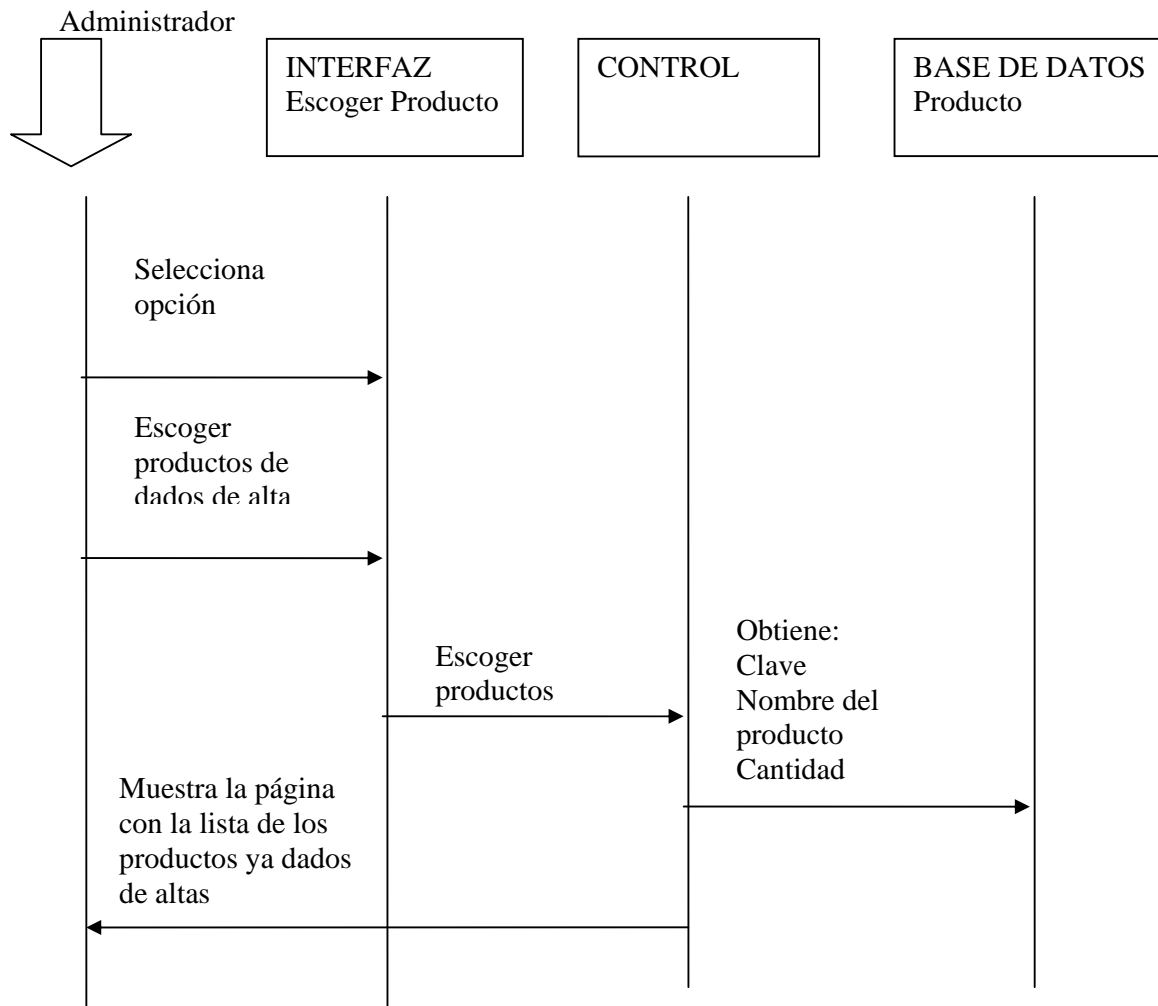 Administrador
INTERFAZ
Escoger Producto
CONTROL
BASE DE DATOS
Producto
Selecciona
opción
Escoger
productos de
dados de alta
Escoger
productos
Obtiene:
Clave
Nombre del
producto
Cantidad
Muestra la página
con la lista de los
productos ya dados
de altas